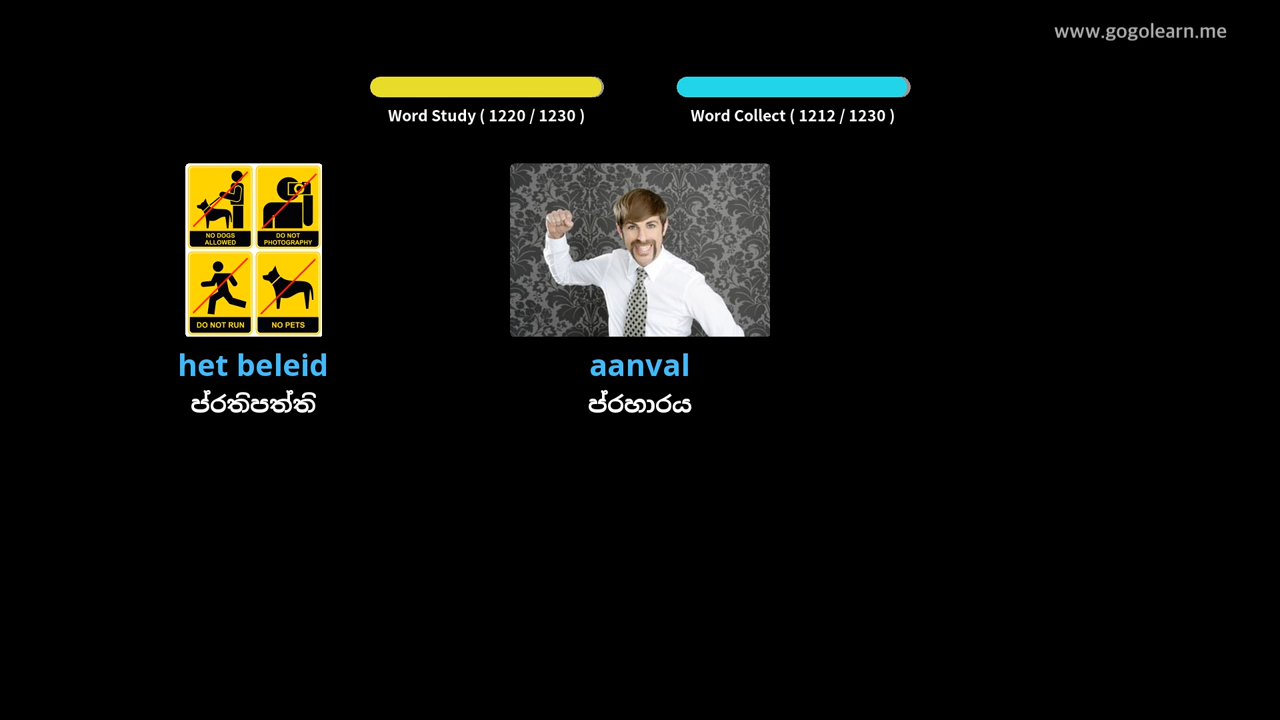 www.gogolearn.me
Word Study ( 1220 / 1230 )
Word Collect ( 1212 / 1230 )
NO DOGS
ALLOWED
DO NOT
PHOTOGRAPHY
DO NOT RUN
NO PETS
het beleid
ප්රතිපත්ති
aanval
ප්රහාරය